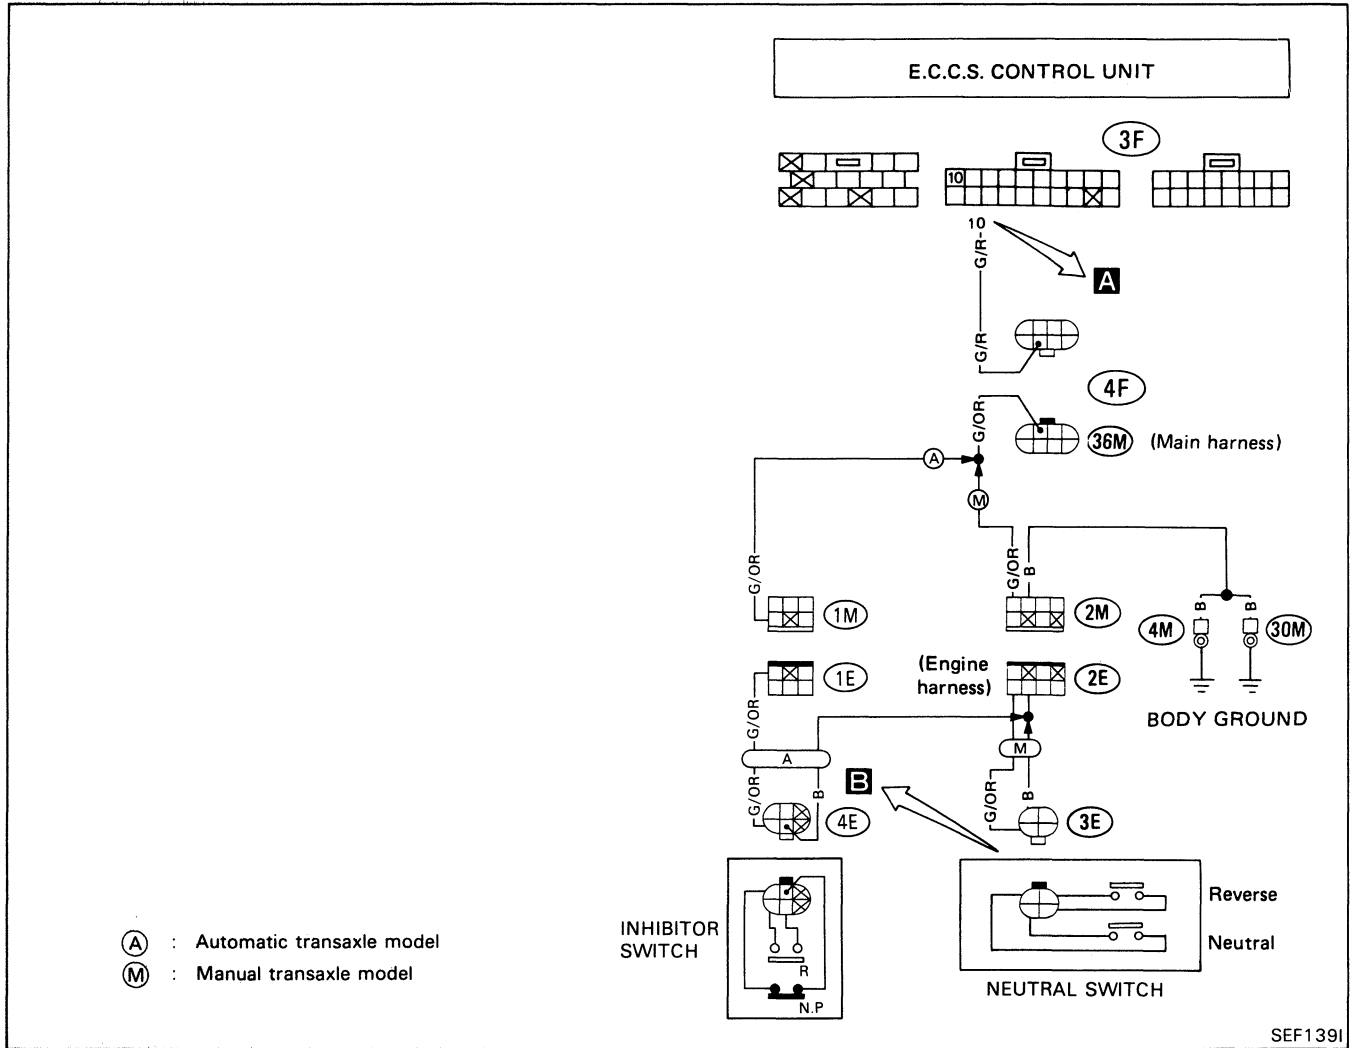 E.C.C.S. CONTROL UNIT
3F
10
10
G/R
A
G/R
4F
G/OR
36M (Main harness)
A
M
G/OR
G/OR
B
B
B
1M
2M
4M
30M
(Engine
harness)
1E
2E
BODY GROUND
G/OR
M
A
B
G/OR
B
G/OR
B
4E
3E
Reverse
INHIBITOR
SWITCH
Neutral
A : Automatic transaxle model
R
M : Manual transaxle model
NEUTRAL SWITCH
N.P
SEF139I